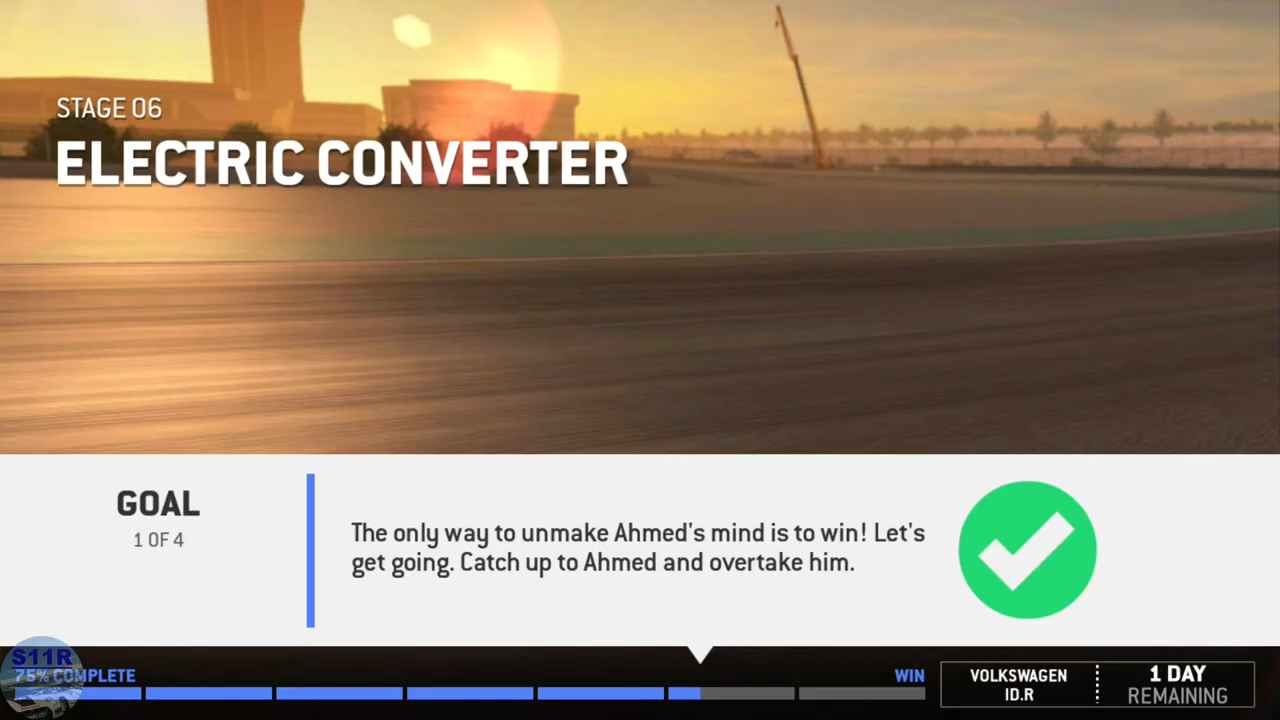 STAGE 06
ELECTRIC CONVERTER
GOAL
1 OF 4
The only way to unmake Ahmed's mind is to win! Let's
get going. Catch up to Ahmed and overtake him.
S11R
75% COMPLETE
WIN
VOLKSWAGEN
ID.R
1 DAY
REMAINING